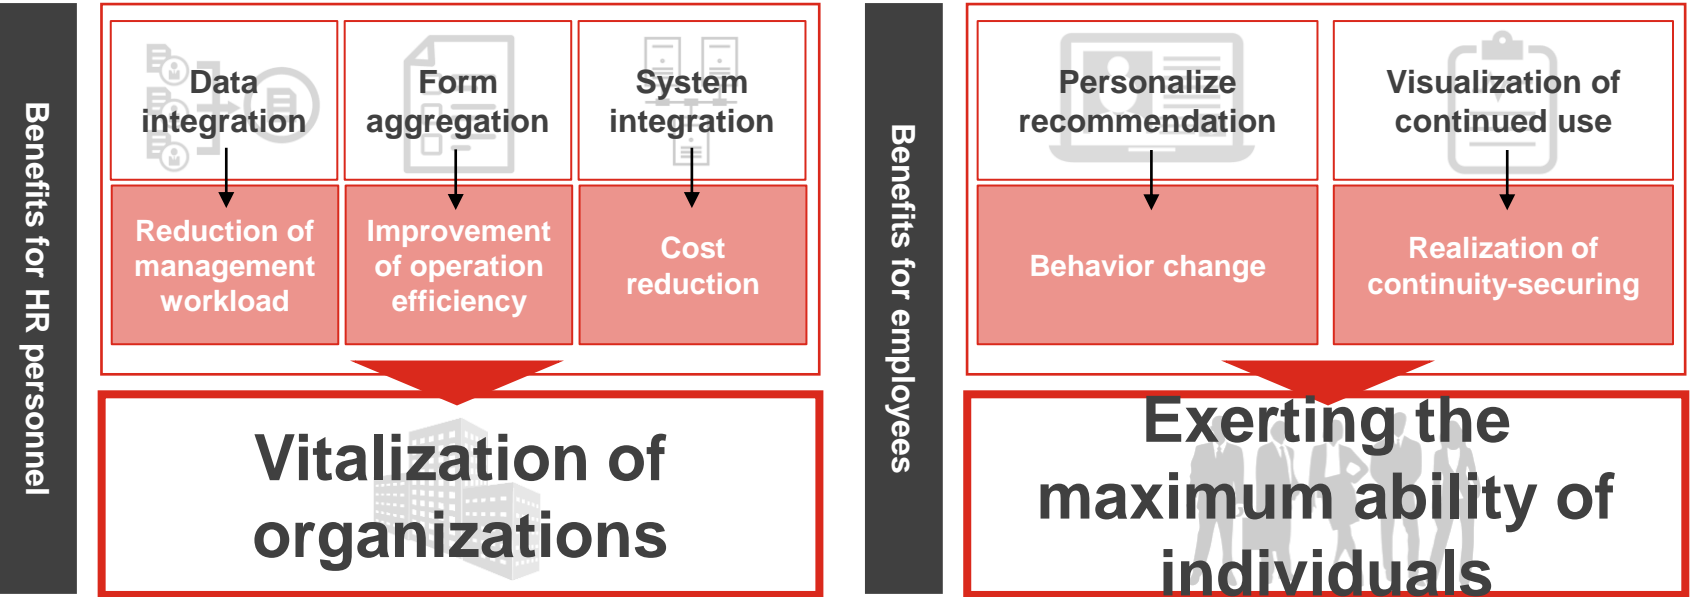 Benefits for HR personnel
Data
integration
Form
aggregation
System
integration
Reduction of
management
workload
Improvement
of operation
efficiency
Cost
reduction
Vitalization of
organizations
Benefits for employees
Personalize
recommendation
Visualization of
continued use
Behavior change
Realization of
continuity-securing
Exerting the
maximum ability of
individuals